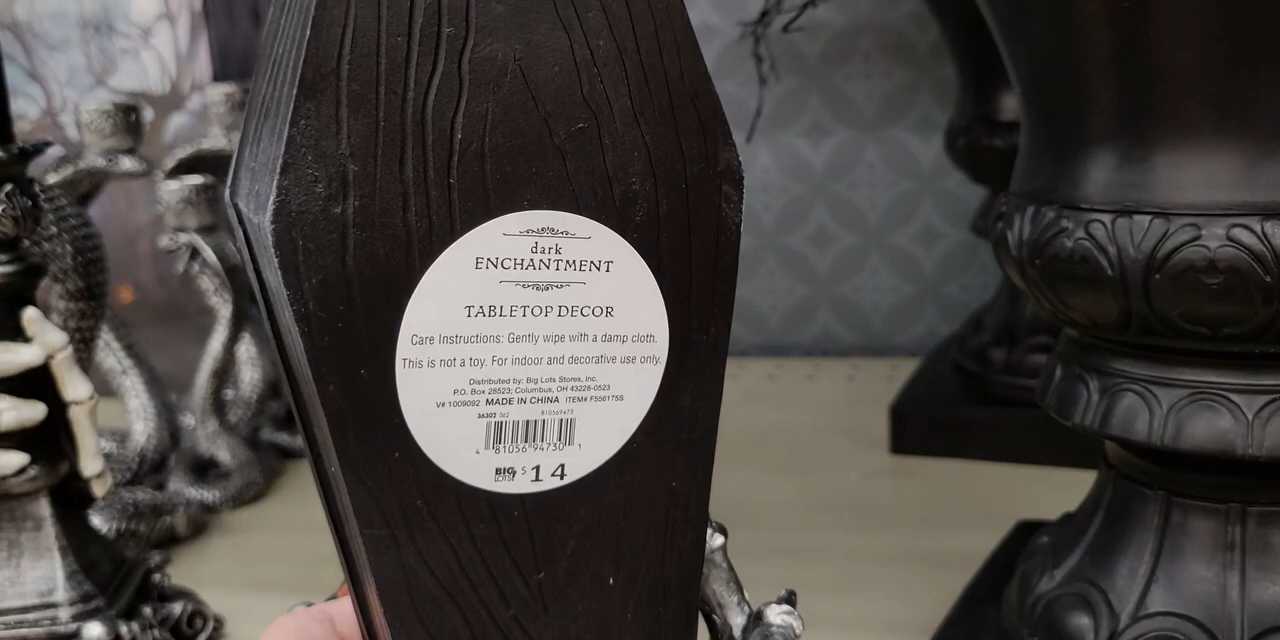 dark
ENCHANTMENT
TABLETOP DECOR
Care Instructions: Gently wipe with a damp cloth.
This is not a toy. For indoor and decorative use only.
Distributed by: Big Lots Stores, Inc.
P.O. Box 28523; Columbus, OH 43228-0523
V# 1009092 MADE IN CHINA ITEM# F556175S
36302 062 810569473
4 81056 94730 1
BIG LOTS! $14